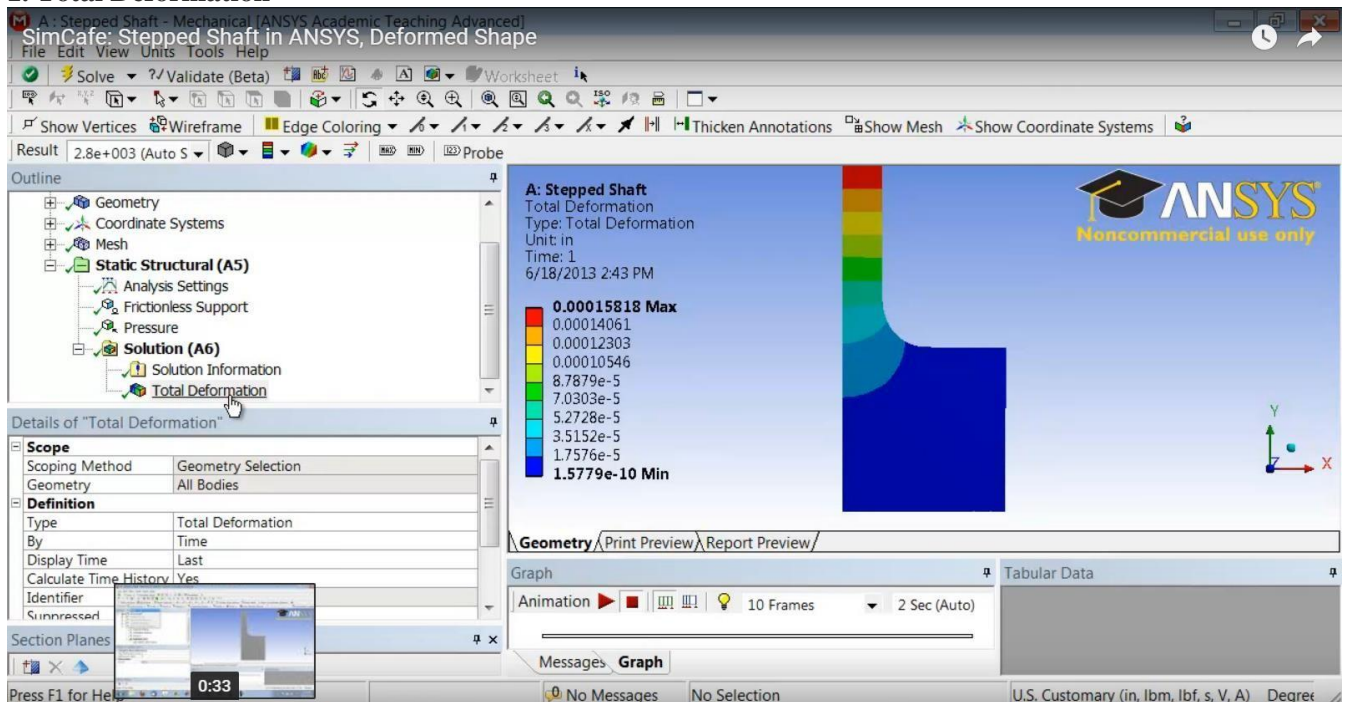 A : Stepped Shaft - Mechanical [ANSYS Academic Teaching Advanced]
SimCafe: Stepped Shaft in ANSYS, Deformed Shape
File Edit View Units Tools Help
Solve ?/ Validate (Beta) A Worksheet
Show Vertices Wireframe Edge Coloring Thicken Annotations Show Mesh Show Coordinate Systems
Result 2.8e+003 (Auto S MAX MIN 123 Probe
Outline
Geometry
Coordinate Systems
Mesh
Static Structural (A5)
Analysis Settings
Frictionless Support
Pressure
Solution (A6)
Solution Information
Total Deformation
Details of "Total Deformation"
Scope
Scoping Method Geometry Selection
Geometry All Bodies
Definition
Type Total Deformation
By Time
Display Time Last
Calculate Time History Yes
Identifier
Suppressed
Section Planes
0:33
Press F1 for Hel
A: Stepped Shaft
Total Deformation
Type: Total Deformation
Unit: in
Time: 1
6/18/2013 2:43 PM
0.00015818 Max
0.00014061
0.00012303
0.00010546
8.7879e-5
7.0303e-5
5.2728e-5
3.5152e-5
1.7576e-5
1.5779e-10 Min
ANSYS
Noncommercial use only
Y
Z X
Geometry Print Preview Report Preview
Graph
Animation 10 Frames 2 Sec (Auto)
Messages Graph
Tabular Data
No Messages No Selection U.S. Customary (in, lbm, lbf, s, V, A) Degree